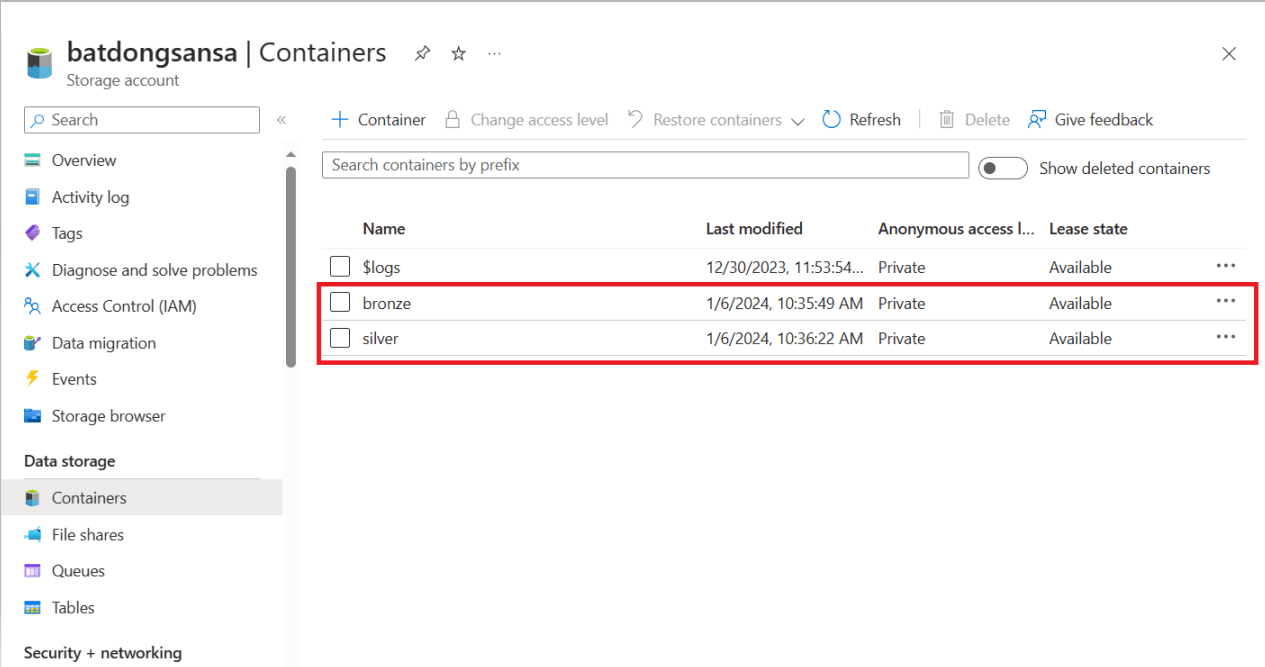 batdongsansa | Containers
Storage account
Search
Overview
Activity log
Tags
Diagnose and solve problems
Access Control (IAM)
Data migration
Events
Storage browser
Data storage
Containers
File shares
Queues
Tables
Security + networking
Container Change access level Restore containers Refresh Delete Give feedback
Search containers by prefix Show deleted containers
Name Last modified Anonymous access l... Lease state
$logs 12/30/2023, 11:53:54... Private Available
bronze 1/6/2024, 10:35:49 AM Private Available
silver 1/6/2024, 10:36:22 AM Private Available